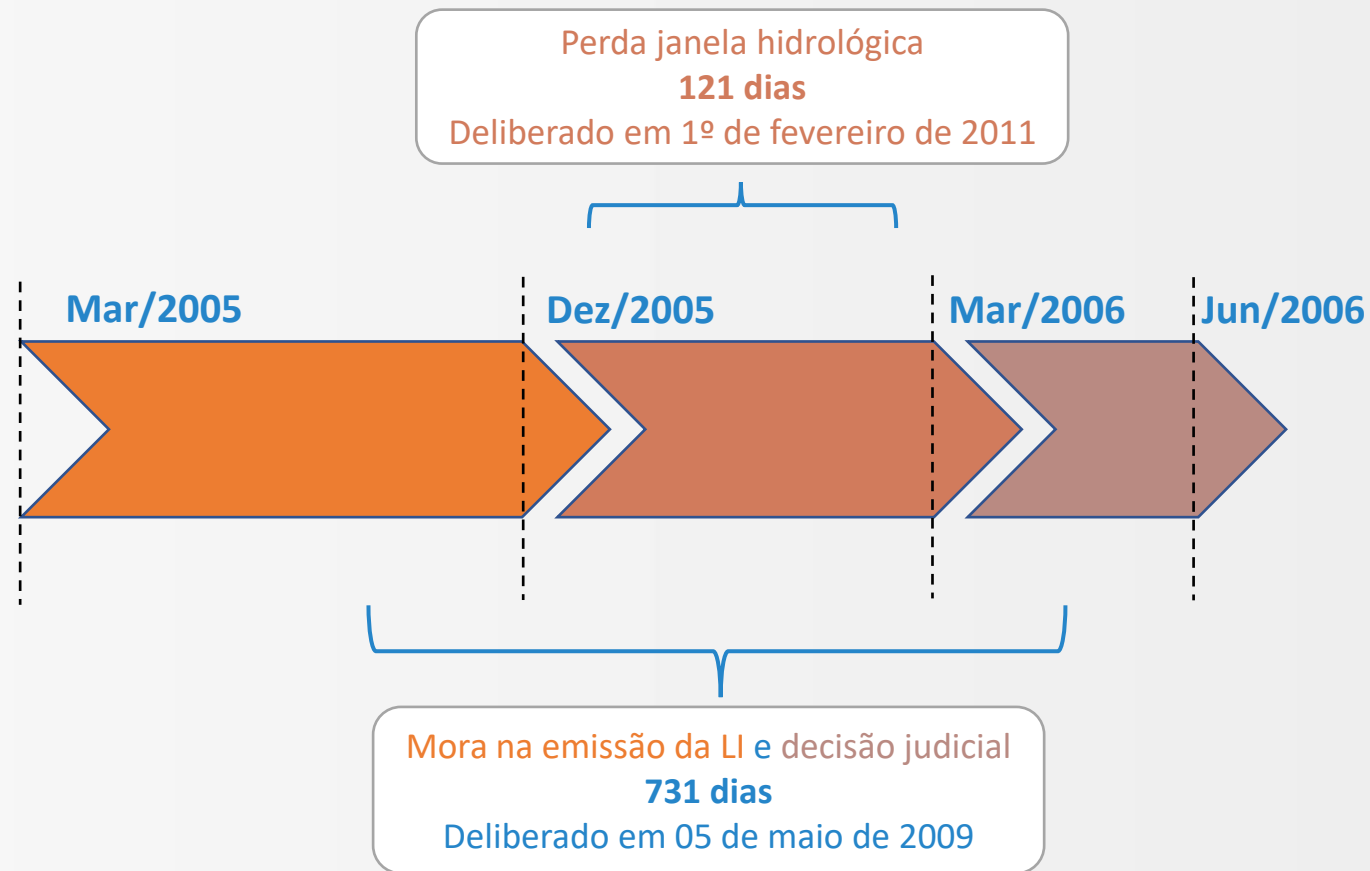 Perda janela hidrológica
121 dias
Deliberado em 1º de fevereiro de 2011
Mar/2005
Dez/2005
Mar/2006
Jun/2006
Mora na emissão da LI e decisão judicial
731 dias
Deliberado em 05 de maio de 2009